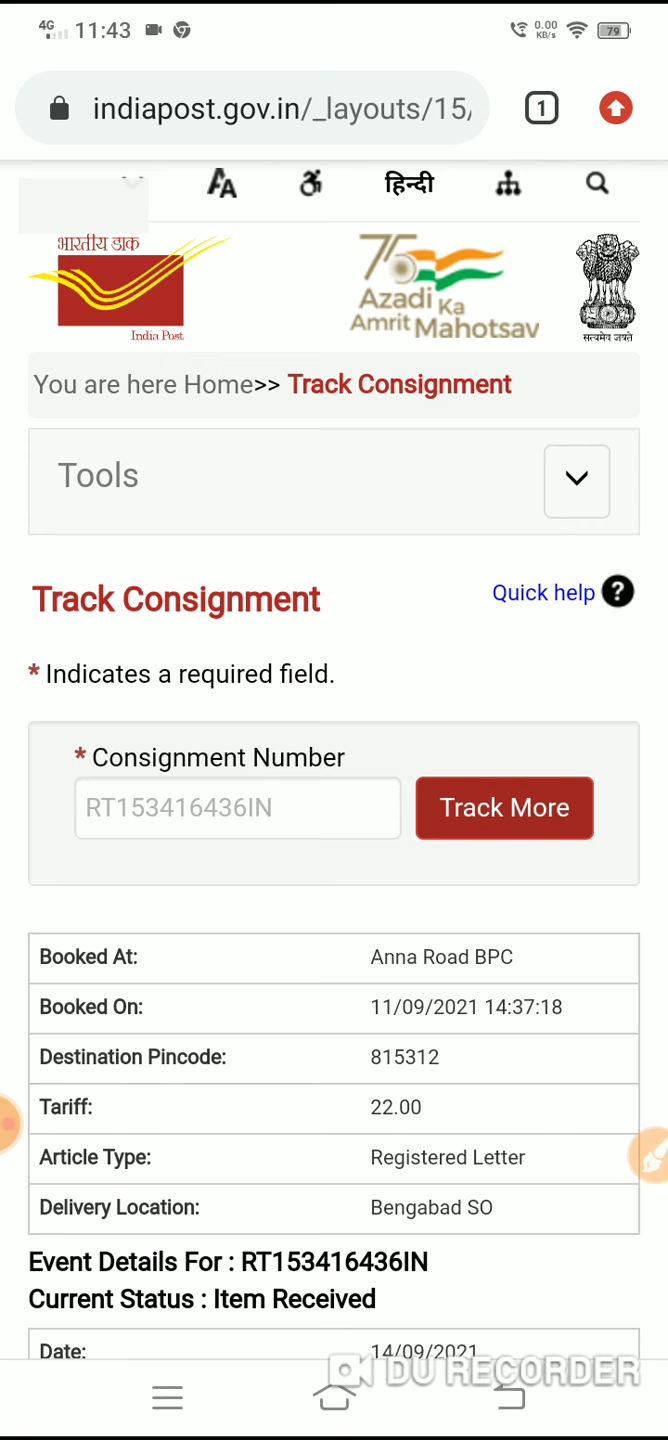 4G 11:43 0.00 KB/s 79
indiapost.gov.in/_layouts/15/
1
AA हिन्दी
भारतीय डाक
India Post
75
Azadi Ka
Amrit Mahotsav
सत्यमेव जयते
You are here Home>> Track Consignment
Tools
Track Consignment
Quick help ?
* Indicates a required field.
* Consignment Number
RT153416436IN Track More
Booked At: Anna Road BPC
Booked On: 11/09/2021 14:37:18
Destination Pincode: 815312
Tariff: 22.00
Article Type: Registered Letter
Delivery Location: Bengabad SO
Event Details For : RT153416436IN
Current Status : Item Received
Date: 14/09/2021
DU RECORDER